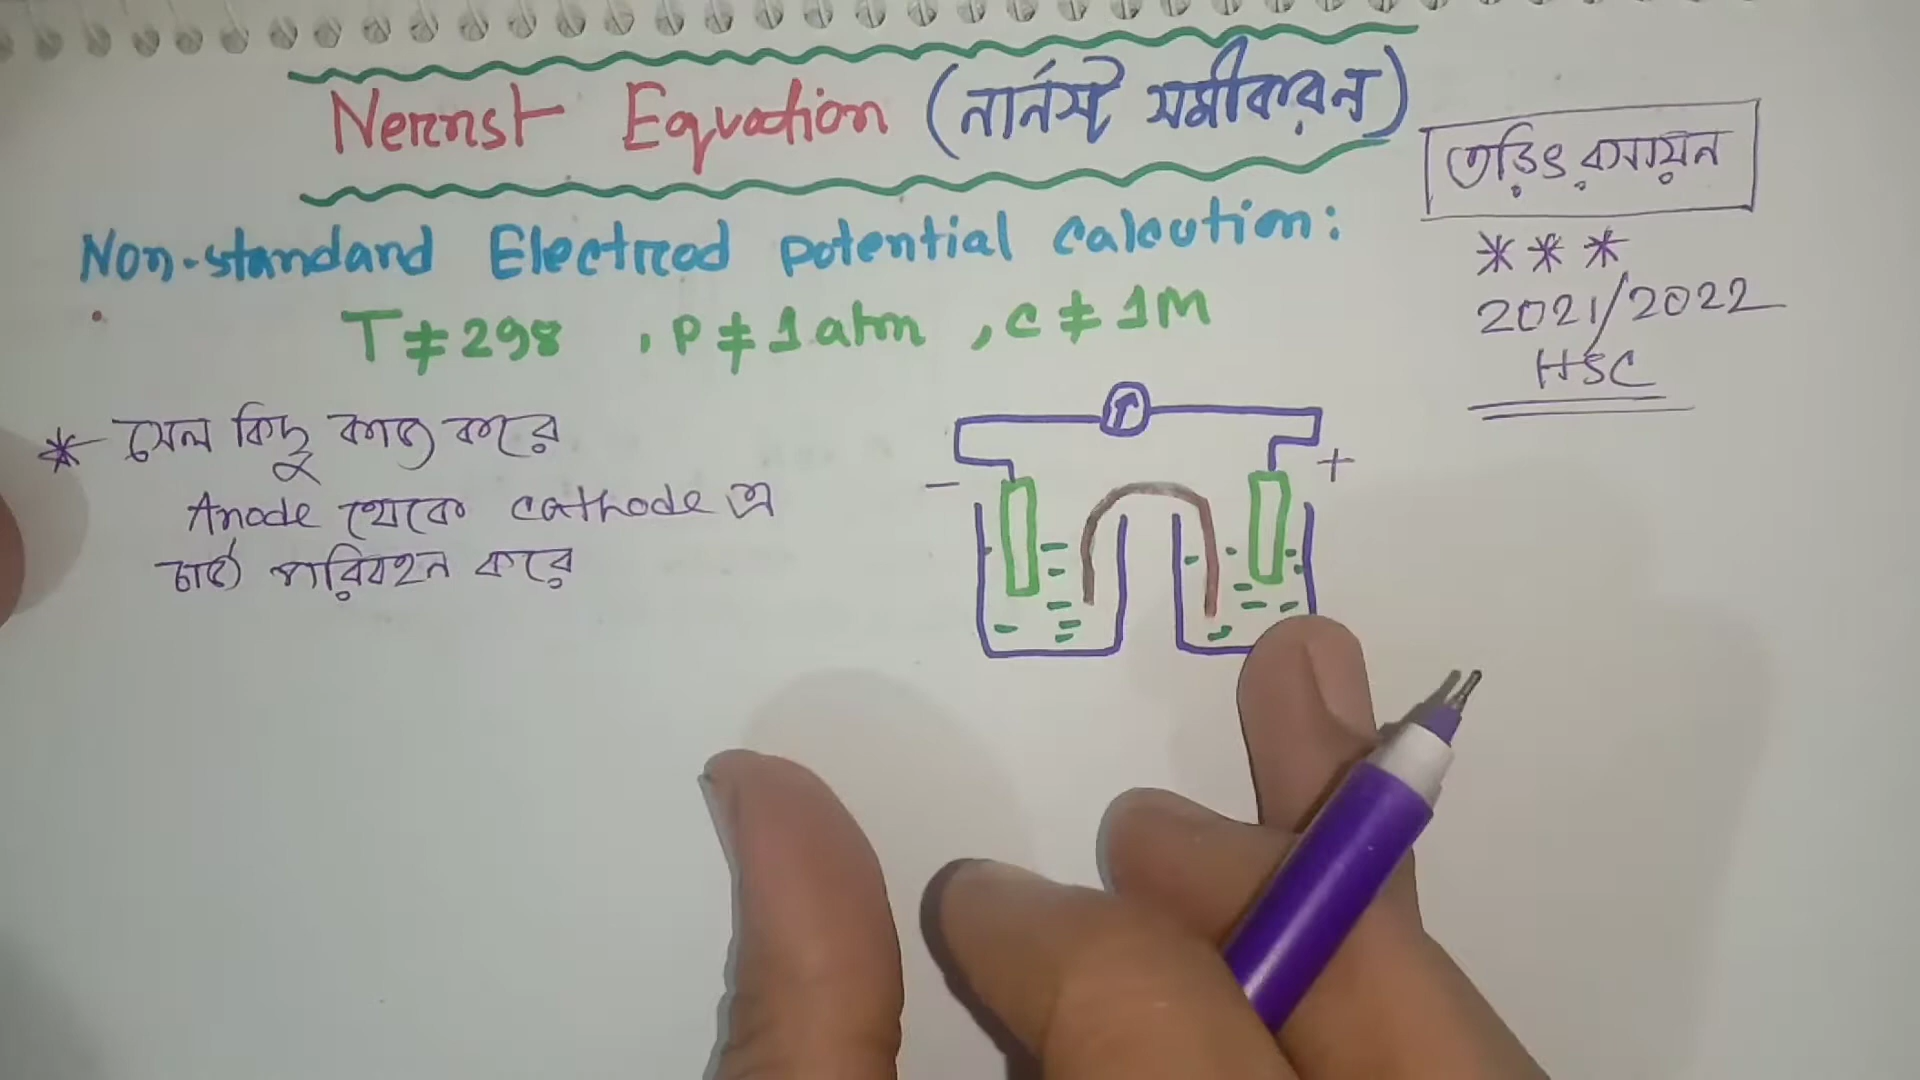 Nernst Equation (নার্নস্ট সমীকরন)
তড়িৎ রসায়ন
* * *
2021/2022
HSC
Non-standard Electrod potential calcution:
T ≠ 298 , P ≠ 1 atm , C ≠ 1M
* সেল কিছু কাজ করে
Anode থেকে cathode এ
চার্জ পরিবহন করে
- +